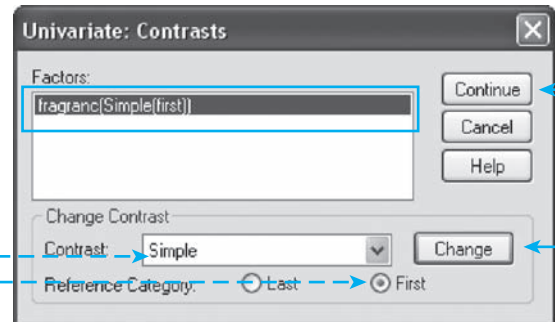 Univariate: Contrasts
Factors:
fragranc(Simple(first))
Continue
Cancel
Help
Change Contrast
Contrast: Simple Change
Reference Category: Last First